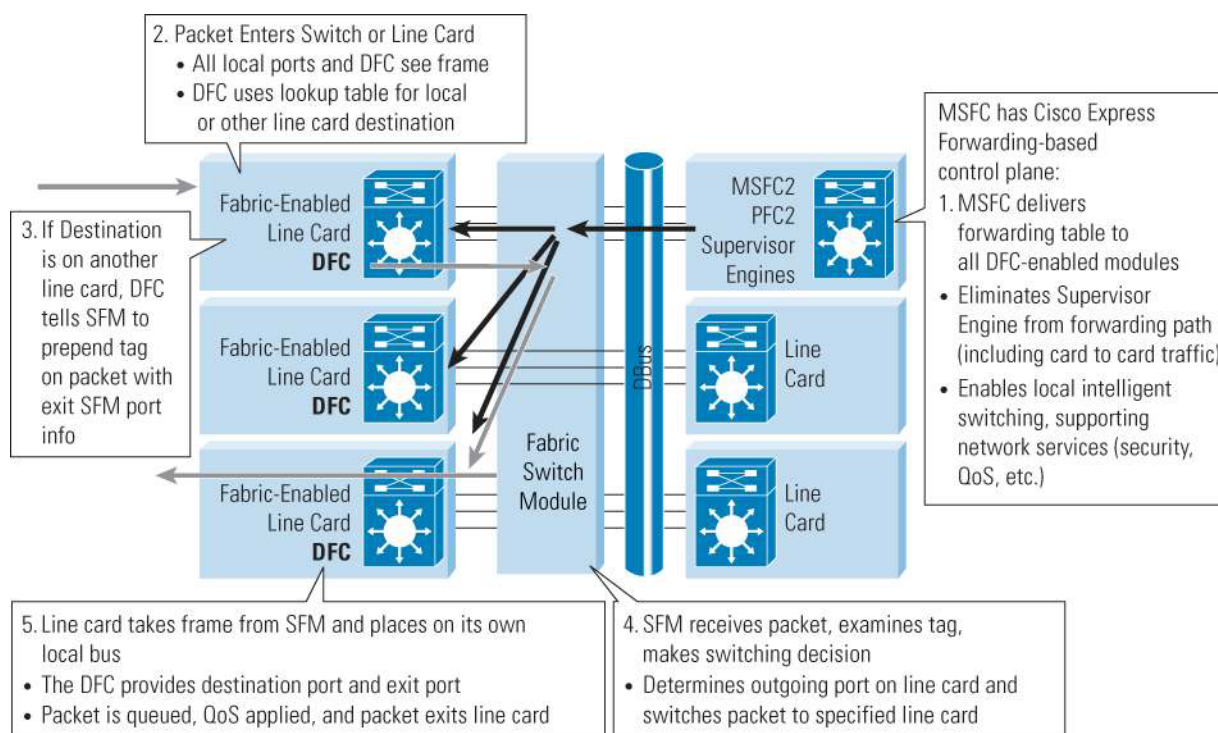 2. Packet Enters Switch or Line Card
• All local ports and DFC see frame
• DFC uses lookup table for local
or other line card destination
MSFC has Cisco Express
Forwarding-based
control plane:
1. MSFC delivers
forwarding table to
all DFC-enabled modules
• Eliminates Supervisor
Engine from forwarding path
(including card to card traffic)
• Enables local intelligent
switching, supporting
network services (security,
QoS, etc.)
3. If Destination
is on another
line card, DFC
tells SFM to
prepend tag
on packet with
exit SFM port
info
Fabric-Enabled
Line Card
DFC
Fabric-Enabled
Line Card
DFC
Fabric-Enabled
Line Card
DFC
Fabric
Switch
Module
DBus
MSFC2
PFC2
Supervisor
Engines
Line
Card
Line
Card
5. Line card takes frame from SFM and places on its own
local bus
• The DFC provides destination port and exit port
• Packet is queued, QoS applied, and packet exits line card
4. SFM receives packet, examines tag,
makes switching decision
• Determines outgoing port on line card and
switches packet to specified line card